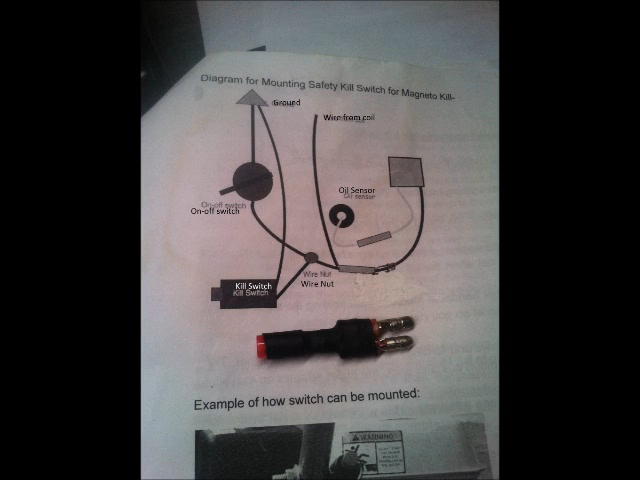 Diagram for Mounting Safety Kill Switch for Magneto Kill-
Ground
Wire from coil
Oil Sensor
Oil sensor
On-off switch
On-off switch
Kill Switch
Kill Switch
Wire Nut
Wire Nut
Example of how switch can be mounted:
WARNING